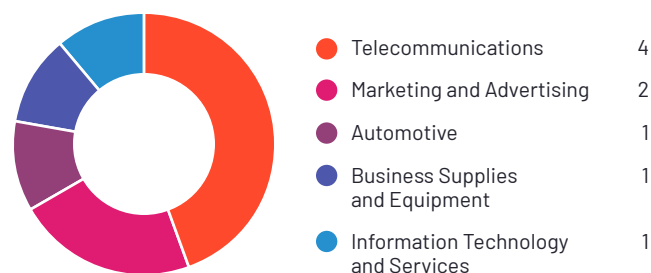 Telecommunications 4
Marketing and Advertising 2
Automotive 1
Business Supplies 1
and Equipment
Information Technology 1
and Services